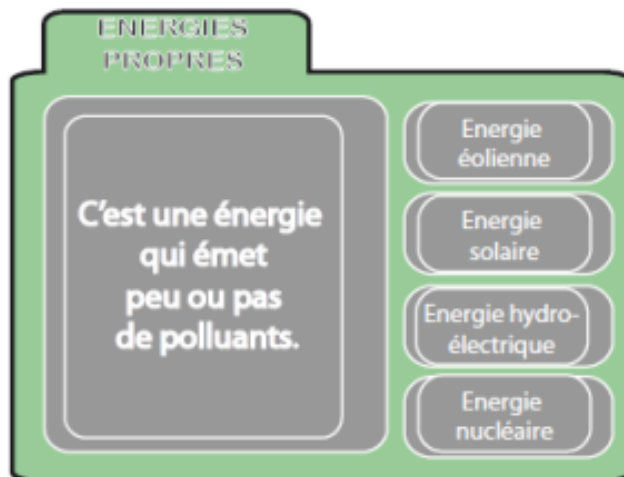 ENERGIES
PROPRES
C'est une énergie
qui émet
peu ou pas
de polluants.
Energie
éolienne
Energie
solaire
Energie hydro-
électrique
Energie
nucléaire